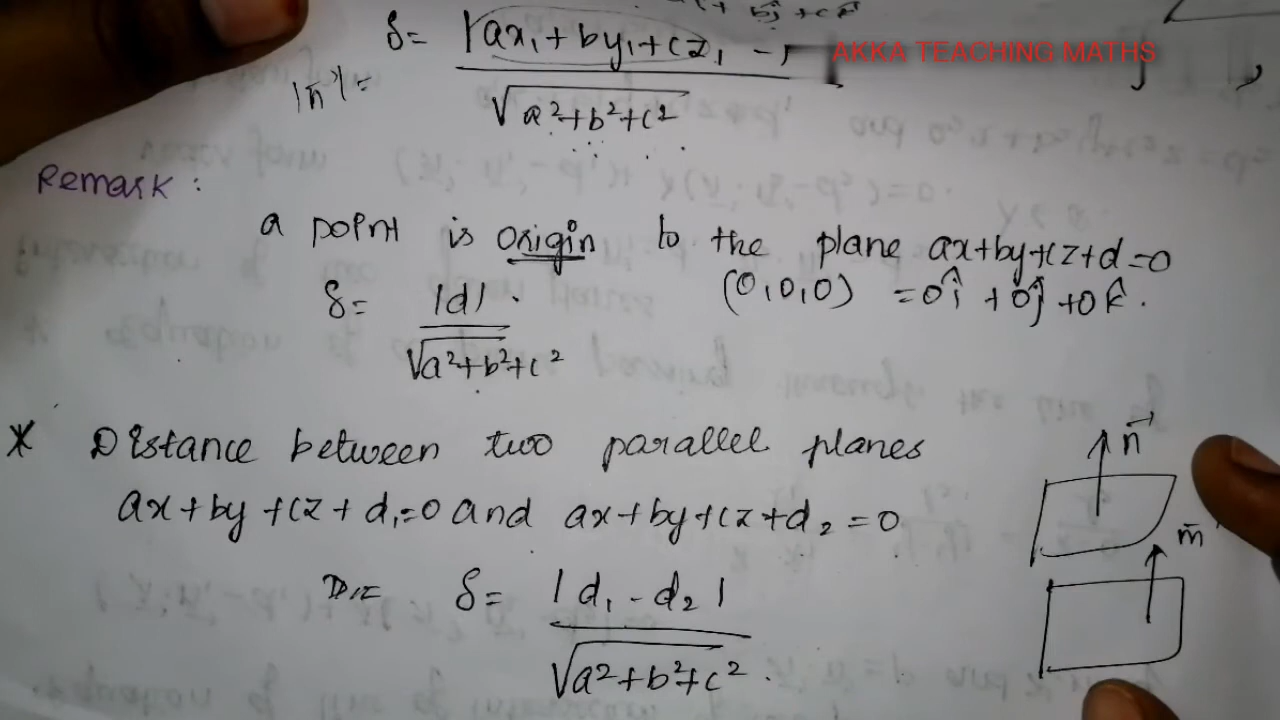 δ = |ax₁ + by₁ + cz₁ -
AKKA TEACHING MATHS
|n̄| =
√a²+b²+c²
Remark :
a point is origin to the plane ax+by+cz+d=0
(0,0,0) = 0î + 0ĵ + 0k̂.
δ = |d| / √a²+b²+c²
* Distance between two parallel planes
ax+by+cz+d₁=0 and ax+by+cz+d₂=0
n⃗
m̄
δ = |d₁ - d₂| / √a²+b²+c² .